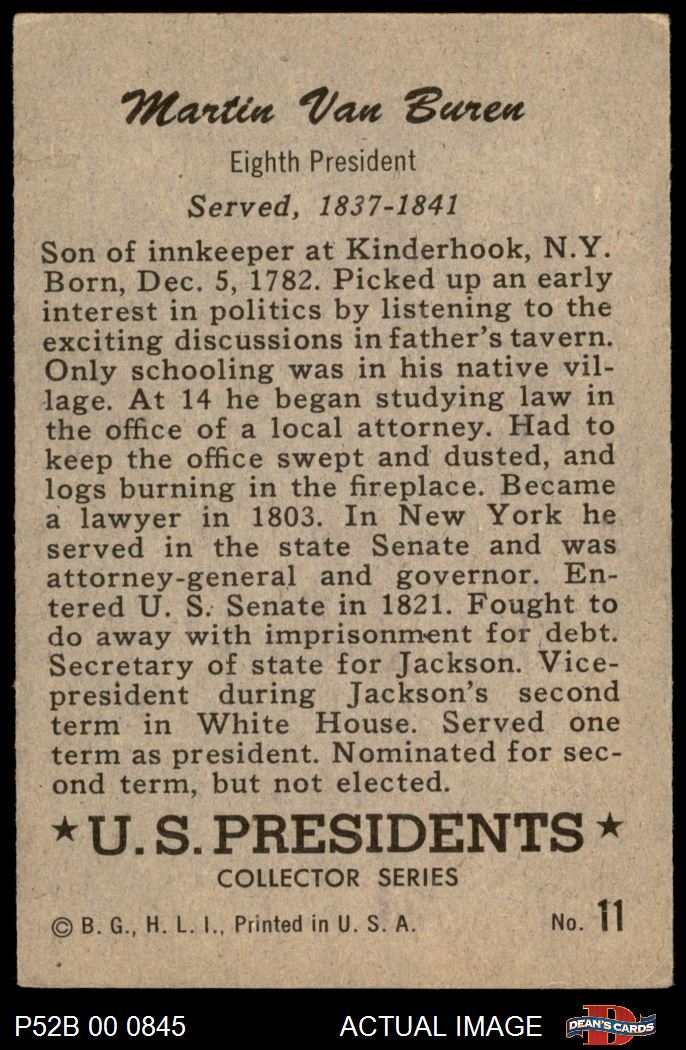 Martin Van Buren
Eighth President
Served, 1837-1841
Son of innkeeper at Kinderhook, N.Y.
Born, Dec. 5, 1782. Picked up an early
interest in politics by listening to the
exciting discussions in father's tavern.
Only schooling was in his native vil-
lage. At 14 he began studying law in
the office of a local attorney. Had to
keep the office swept and dusted, and
logs burning in the fireplace. Became
a lawyer in 1803. In New York he
served in the state Senate and was
attorney-general and governor. En-
tered U. S. Senate in 1821. Fought to
do away with imprisonment for debt.
Secretary of state for Jackson. Vice-
president during Jackson's second
term in White House. Served one
term as president. Nominated for sec-
ond term, but not elected.
★ U.S. PRESIDENTS ★
COLLECTOR SERIES
© B. G., H. L. I., Printed in U. S. A. No. 11
P52B 00 0845 ACTUAL IMAGE D DEAN'S CARDS